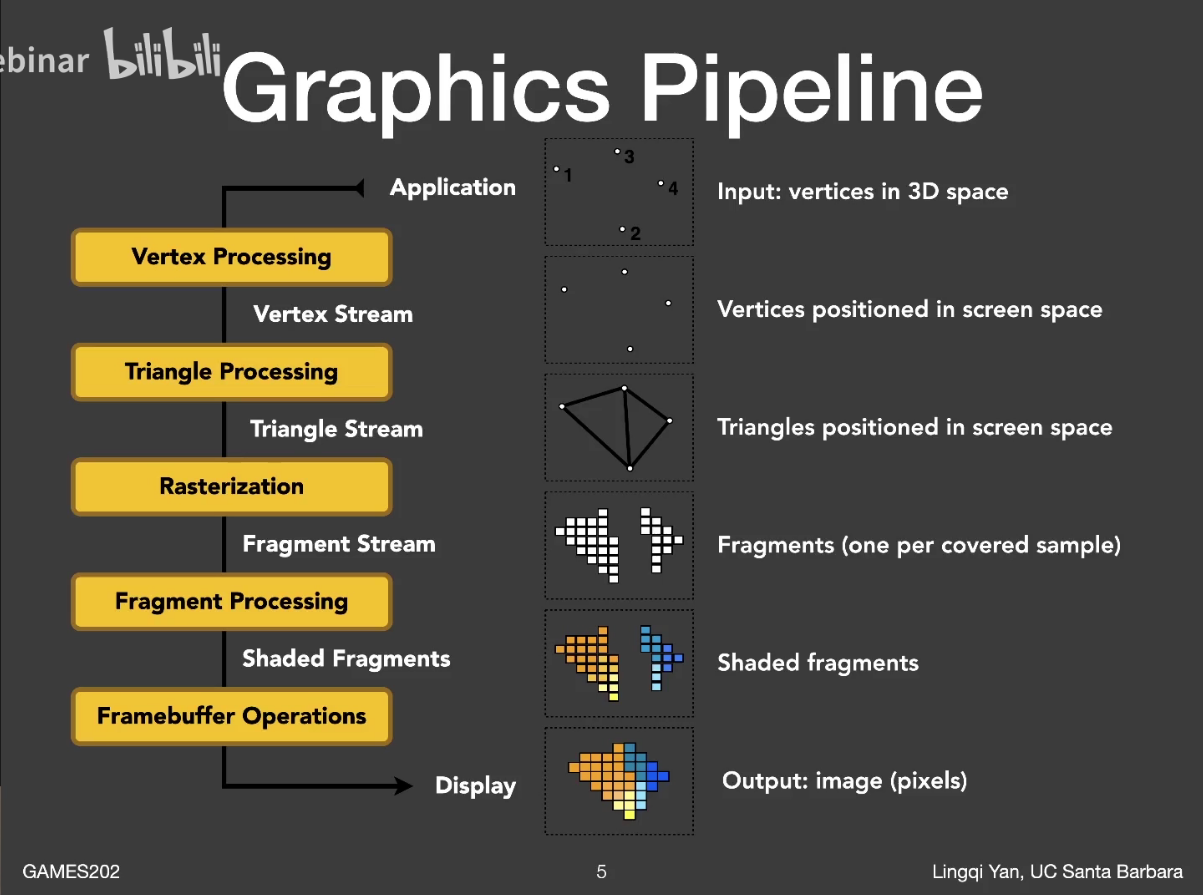 ebinar bilibili
Graphics Pipeline
Application
Vertex Processing
Vertex Stream
Triangle Processing
Triangle Stream
Rasterization
Fragment Stream
Fragment Processing
Shaded Fragments
Framebuffer Operations
Display
1
3
4
2
Input: vertices in 3D space
Vertices positioned in screen space
Triangles positioned in screen space
Fragments (one per covered sample)
Shaded fragments
Output: image (pixels)
GAMES202
5
Lingqi Yan, UC Santa Barbara